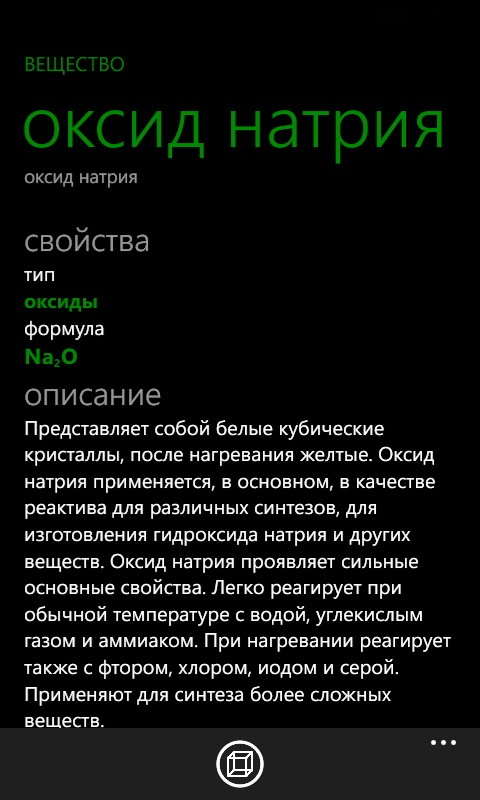 ВЕЩЕСТВО
оксид натрия
оксид натрия
свойства
тип
оксиды
формула
Na₂O
описание
Представляет собой белые кубические
кристаллы, после нагревания желтые. Оксид
натрия применяется, в основном, в качестве
реактива для различных синтезов, для
изготовления гидроксида натрия и других
веществ. Оксид натрия проявляет сильные
основные свойства. Легко реагирует при
обычной температуре с водой, углекислым
газом и аммиаком. При нагревании реагирует
также с фтором, хлором, иодом и серой.
Применяют для синтеза более сложных
веществ.